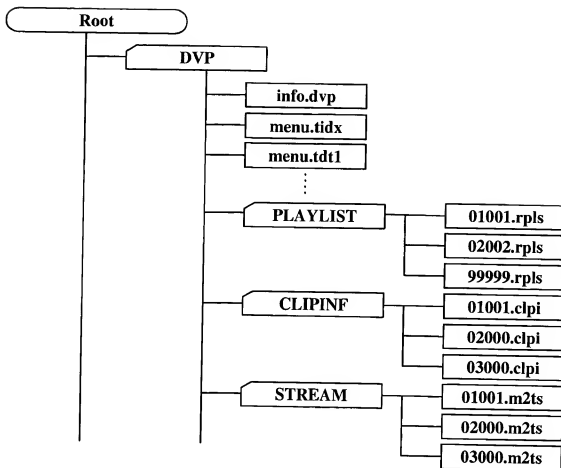 Root
DVP
info.dvp
menu.tidx
menu.tdt1
PLAYLIST
01001.rpls
02002.rpls
99999.rpls
CLIPINF
01001.clpi
02000.clpi
03000.clpi
STREAM
01001.m2ts
02000.m2ts
03000.m2ts